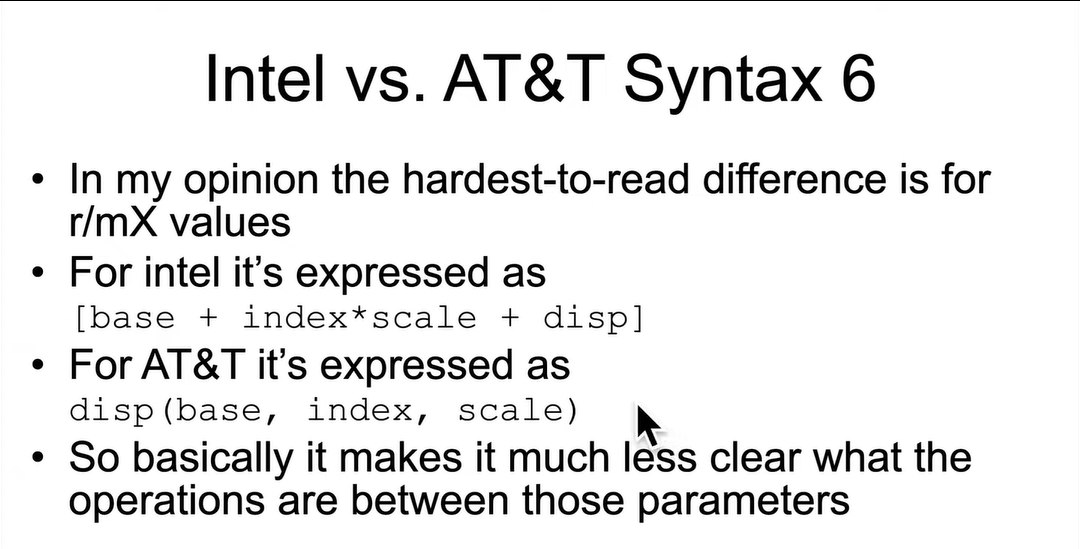 Intel vs. AT&T Syntax 6
• In my opinion the hardest-to-read difference is for
r/mX values
• For intel it’s expressed as
[base + index*scale + disp]
• For AT&T it’s expressed as
disp(base, index, scale)
• So basically it makes it much less clear what the
operations are between those parameters